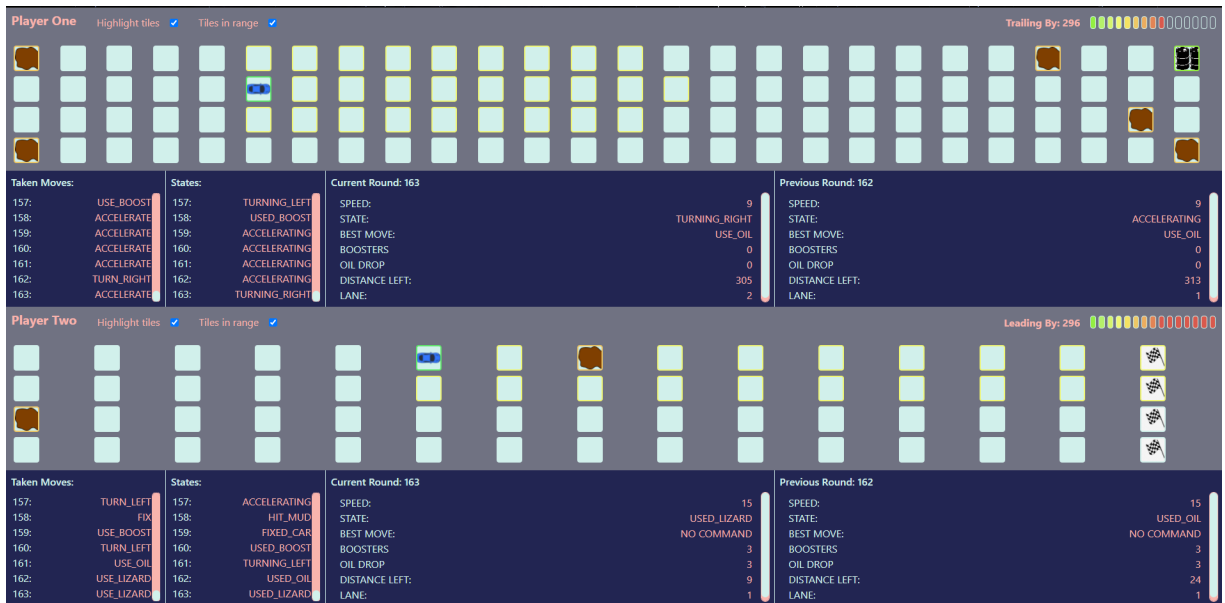 Player One Highlight tiles Tiles in range Trailing By: 296
Taken Moves: States: Current Round: 163 Previous Round: 162
157: USE_BOOST 157: TURNING_LEFT SPEED: 9 SPEED: 9
158: ACCELERATE 158: USED_BOOST STATE: TURNING_RIGHT STATE: ACCELERATING
159: ACCELERATE 159: ACCELERATING BEST MOVE: USE_OIL BEST MOVE: USE_OIL
160: ACCELERATE 160: ACCELERATING BOOSTERS 0 BOOSTERS 0
161: ACCELERATE 161: ACCELERATING OIL DROP 0 OIL DROP 0
162: TURN_RIGHT 162: ACCELERATING DISTANCE LEFT: 305 DISTANCE LEFT: 313
163: ACCELERATE 163: TURNING_RIGHT LANE: 2 LANE: 1
Player Two Highlight tiles Tiles in range Leading By: 296
Taken Moves: States: Current Round: 163 Previous Round: 162
157: TURN_LEFT 157: ACCELERATING SPEED: 15 SPEED: 15
158: FIX 158: HIT_MUD STATE: USED_LIZARD STATE: USED_OIL
159: USE_BOOST 159: FIXED_CAR BEST MOVE: NO COMMAND BEST MOVE: NO COMMAND
160: TURN_LEFT 160: USED_BOOST BOOSTERS 3 BOOSTERS 3
161: USE_OIL 161: TURNING_LEFT OIL DROP 3 OIL DROP 3
162: USE_LIZARD 162: USED_OIL DISTANCE LEFT: 9 DISTANCE LEFT: 24
163: USE_LIZARD 163: USED_LIZARD LANE: 1 LANE: 1